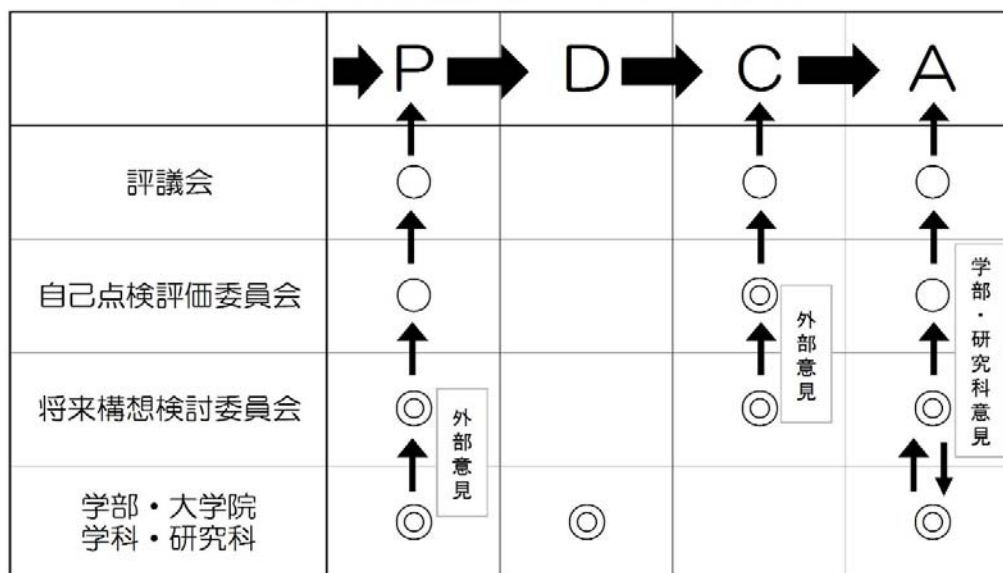 P D C A
評議会
自己点検評価委員会
将来構想検討委員会
学部・大学院
学科・研究科
外部意見
外部意見
学部・研究科意見